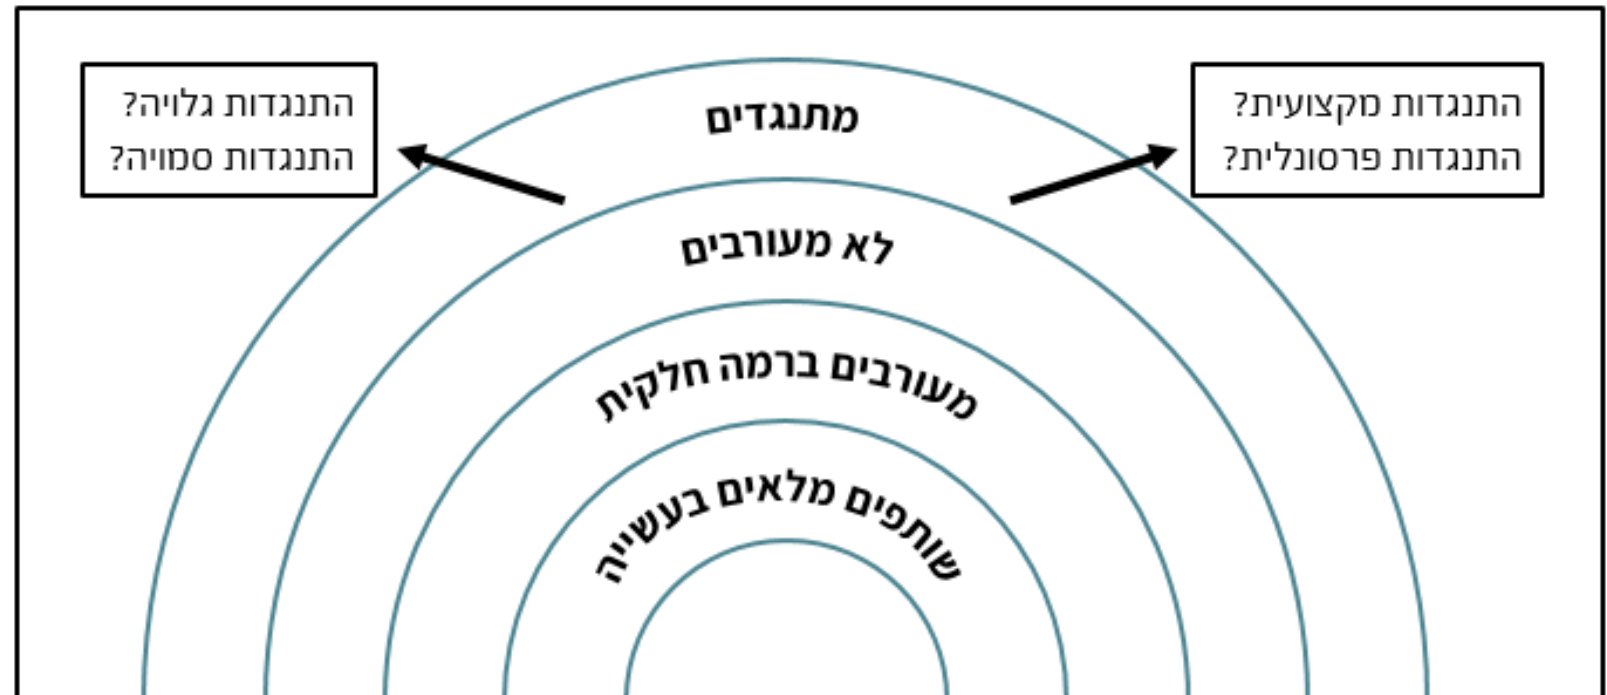 התנגדות מקצועית?
התנגדות פרסונלית?
התנגדות גלויה?
התנגדות סמויה?
מתנגדים
לא מעורבים
מעורבים ברמה חלקית
שותפים מלאים בעשייה